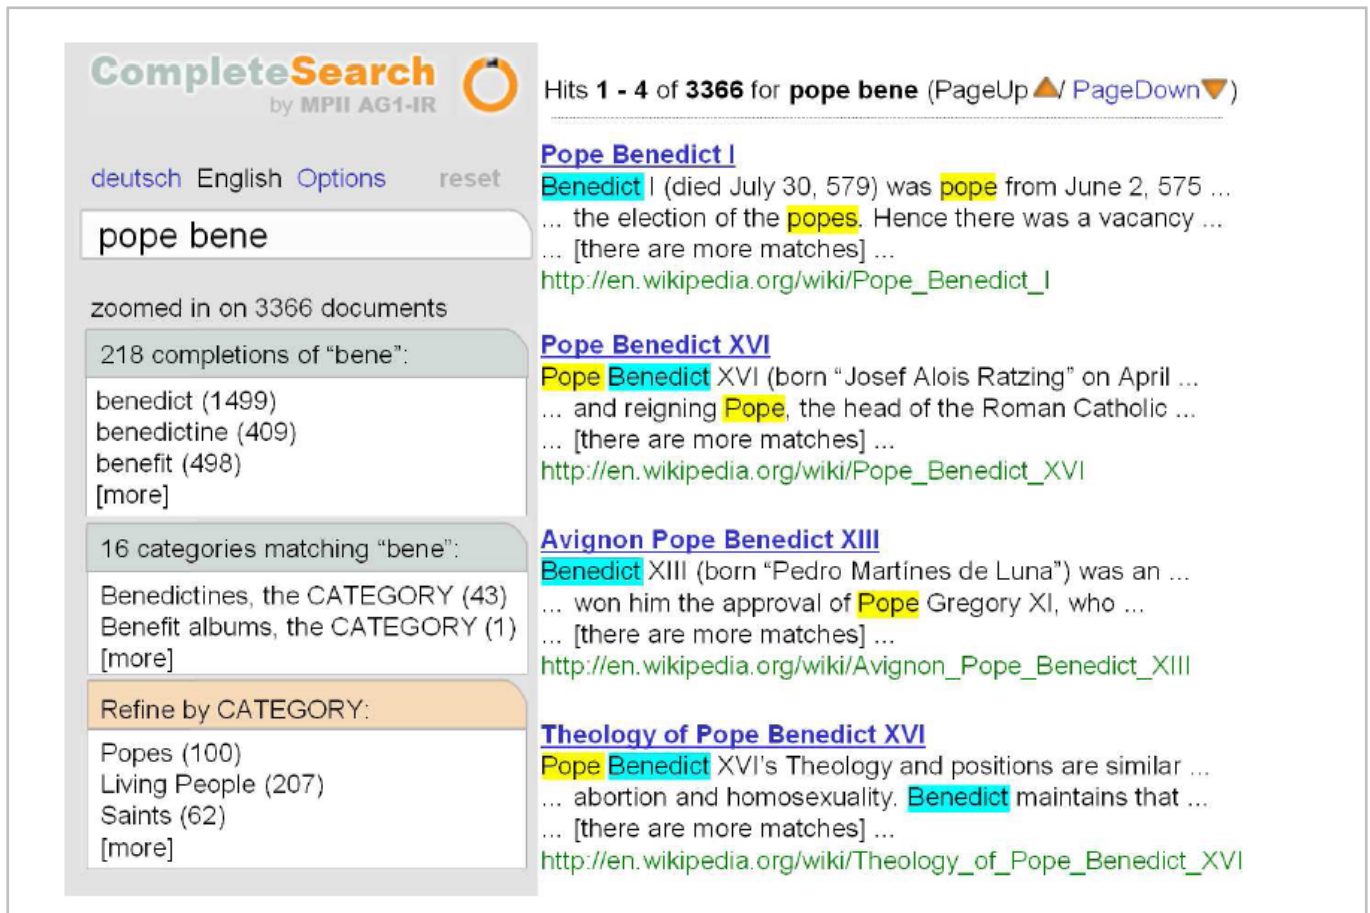 CompleteSearch
by MPII AG1-IR
deutsch English Options reset
pope bene
zoomed in on 3366 documents
218 completions of “bene”:
benedict (1499)
benedictine (409)
benefit (498)
[more]
16 categories matching “bene”:
Benedictines, the CATEGORY (43)
Benefit albums, the CATEGORY (1)
[more]
Refine by CATEGORY:
Popes (100)
Living People (207)
Saints (62)
[more]
Hits 1 - 4 of 3366 for pope bene (PageUp / PageDown )
Pope Benedict I
Benedict I (died July 30, 579) was pope from June 2, 575 ...
... the election of the popes. Hence there was a vacancy ...
... [there are more matches] ...
http://en.wikipedia.org/wiki/Pope_Benedict_I
Pope Benedict XVI
Pope Benedict XVI (born “Josef Alois Ratzing” on April ...
... and reigning Pope, the head of the Roman Catholic ...
... [there are more matches] ...
http://en.wikipedia.org/wiki/Pope_Benedict_XVI
Avignon Pope Benedict XIII
Benedict XIII (born “Pedro Martínes de Luna”) was an ...
... won him the approval of Pope Gregory XI, who ...
... [there are more matches] ...
http://en.wikipedia.org/wiki/Avignon_Pope_Benedict_XIII
Theology of Pope Benedict XVI
Pope Benedict XVI's Theology and positions are similar ...
... abortion and homosexuality. Benedict maintains that ...
... [there are more matches] ...
http://en.wikipedia.org/wiki/Theology_of_Pope_Benedict_XVI